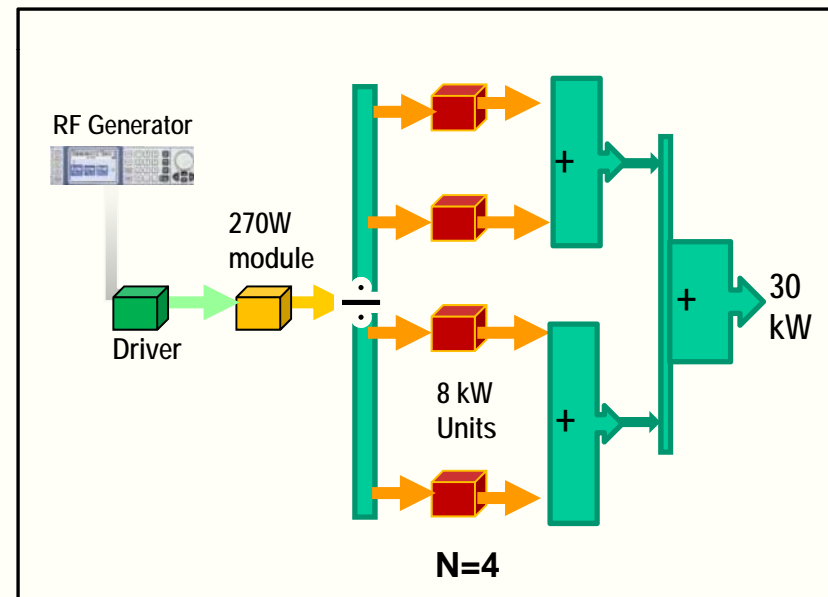 RF Generator
270W
module
Driver
÷
+
+
+
8 kW
Units
30
kW
N=4